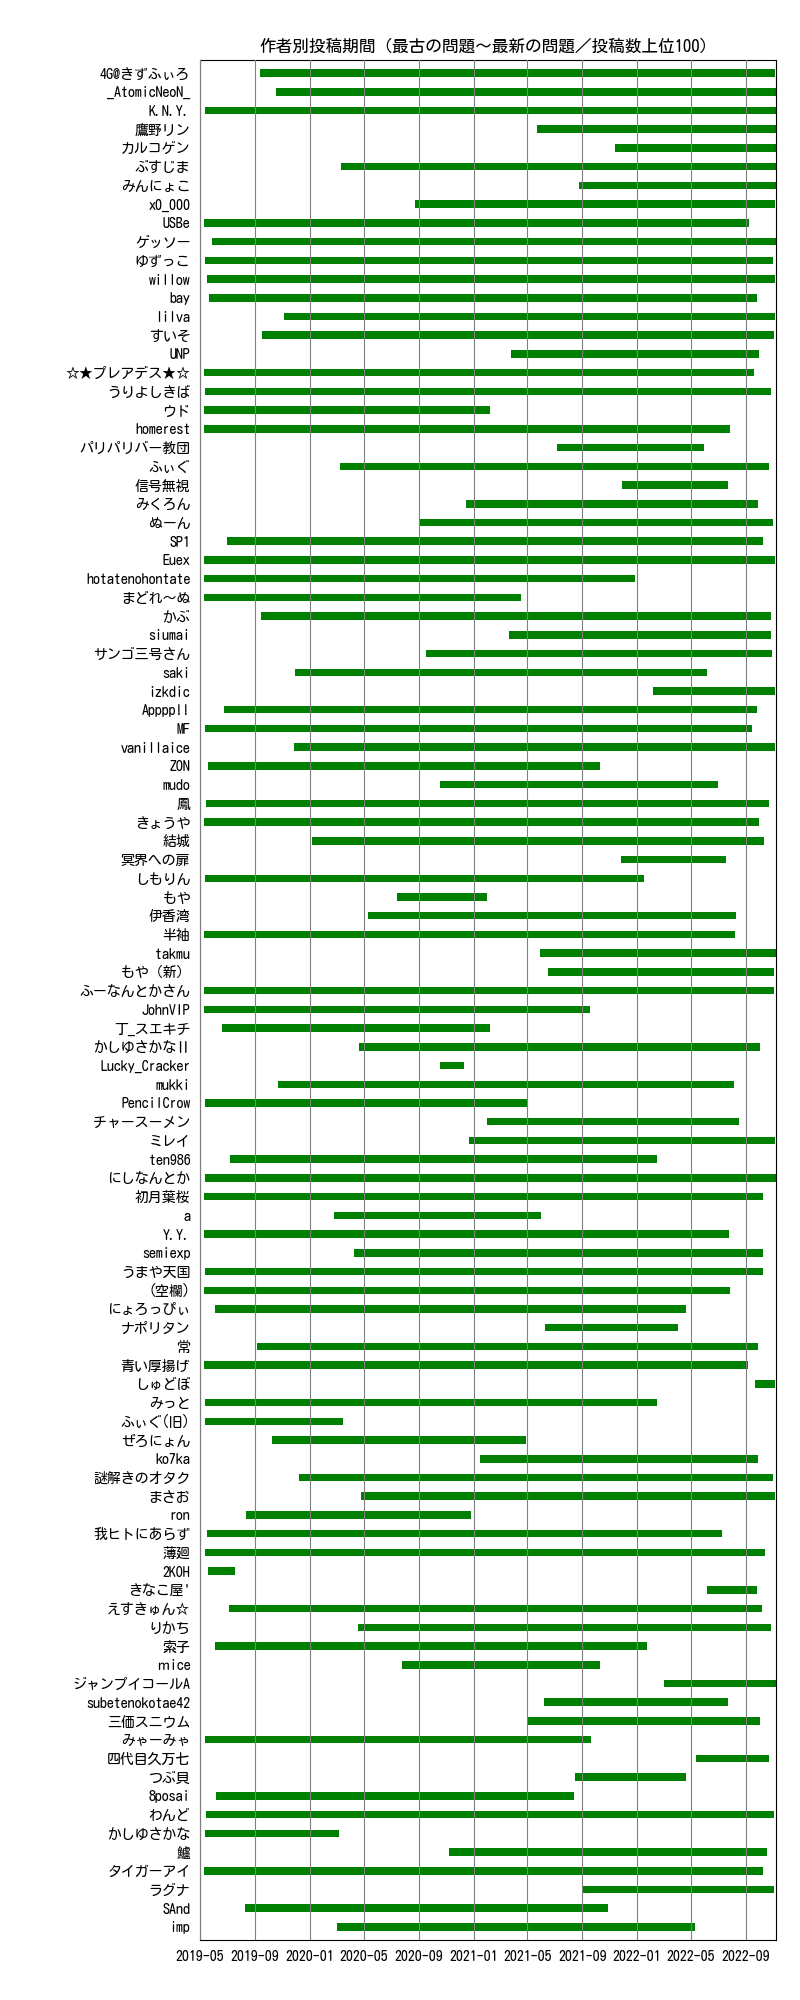 作者別投稿期間（最古の問題～最新の問題／投稿数上位100）
4G@きずふぃろ
_AtomicNeoN_
K.N.Y.
鷹野リン
カルコゲン
ぶすじま
みんにょこ
x0_000
USBe
ゲッソー
ゆずっこ
willow
bay
lilva
すいそ
UNP
☆★プレアデス★☆
うりよしきば
ウド
homerest
パリパリバー教団
ふぃぐ
信号無視
みくろん
ぬーん
SP1
Euex
hotatenohontate
まどれ～ぬ
かぶ
siumai
サンゴ三号さん
saki
izkdic
Appppl!
MF
vanillaice
ZON
mudo
鳳
きょうや
結城
冥界への扉
しもりん
もや
伊香湾
半袖
takmu
もや（新）
ふーなんとかさん
JohnVIP
丁_スエキチ
かしゆさかなII
Lucky_Cracker
mukki
PencilCrow
チャースーメン
ミレイ
ten986
にしなんとか
初月葉桜
a
Y.Y.
semiexp
うまや天国
(空欄)
にょろっぴぃ
ナポリタン
常
青い厚揚げ
しゅどぼ
みっと
ふぃぐ(旧)
ぜろにょん
ko7ka
謎解きのオタク
まさお
ron
我ヒトにあらず
薄廻
2KOH
きなこ屋'
えすきゅん☆
りかち
索子
mice
ジャンプイコールA
subetenokotae42
三価スニウム
みゃーみゃ
四代目久万七
つぶ貝
8posai
わんど
かしゆさかな
鱸
タイガーアイ
ラグナ
SAnd
imp
2019-05 2019-09 2020-01 2020-05 2020-09 2021-01 2021-05 2021-09 2022-01 2022-05 2022-09